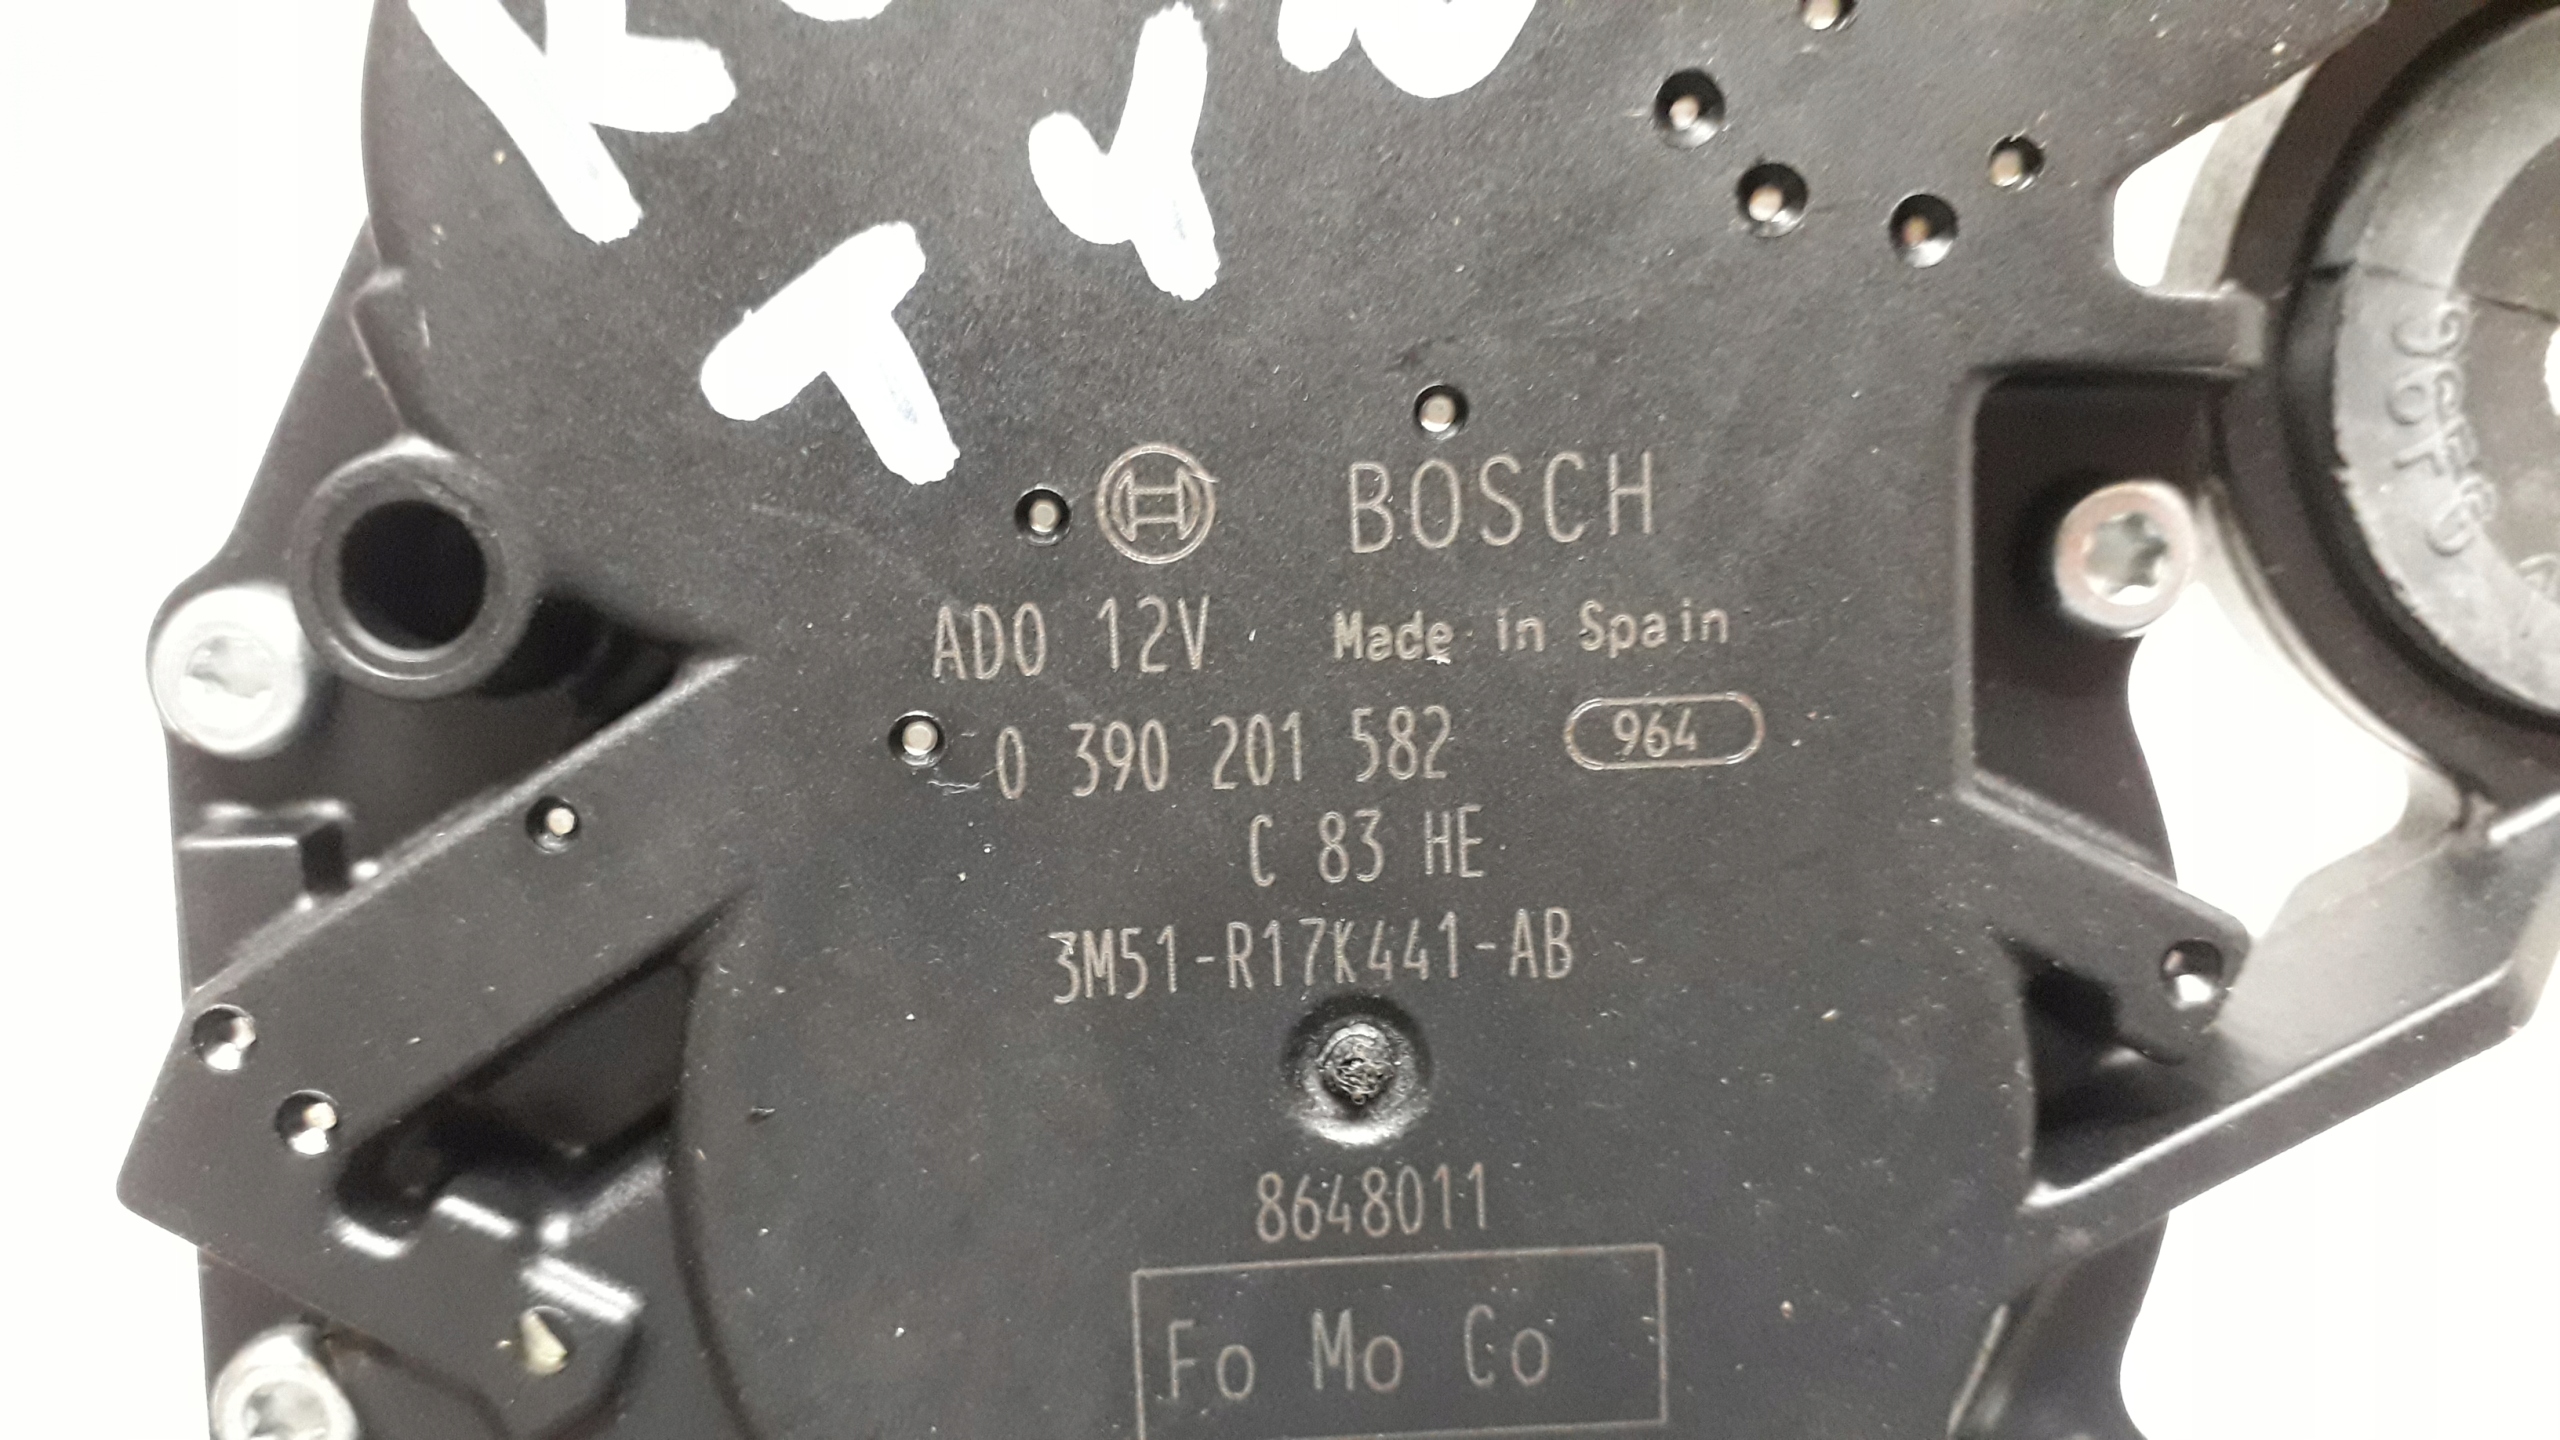 K
T Y
BOSCH
AD0 12V Made in Spain
0 390 201 582 964
C 83 HE
3M51-R17K441-AB
8648011
Fo Mo Co